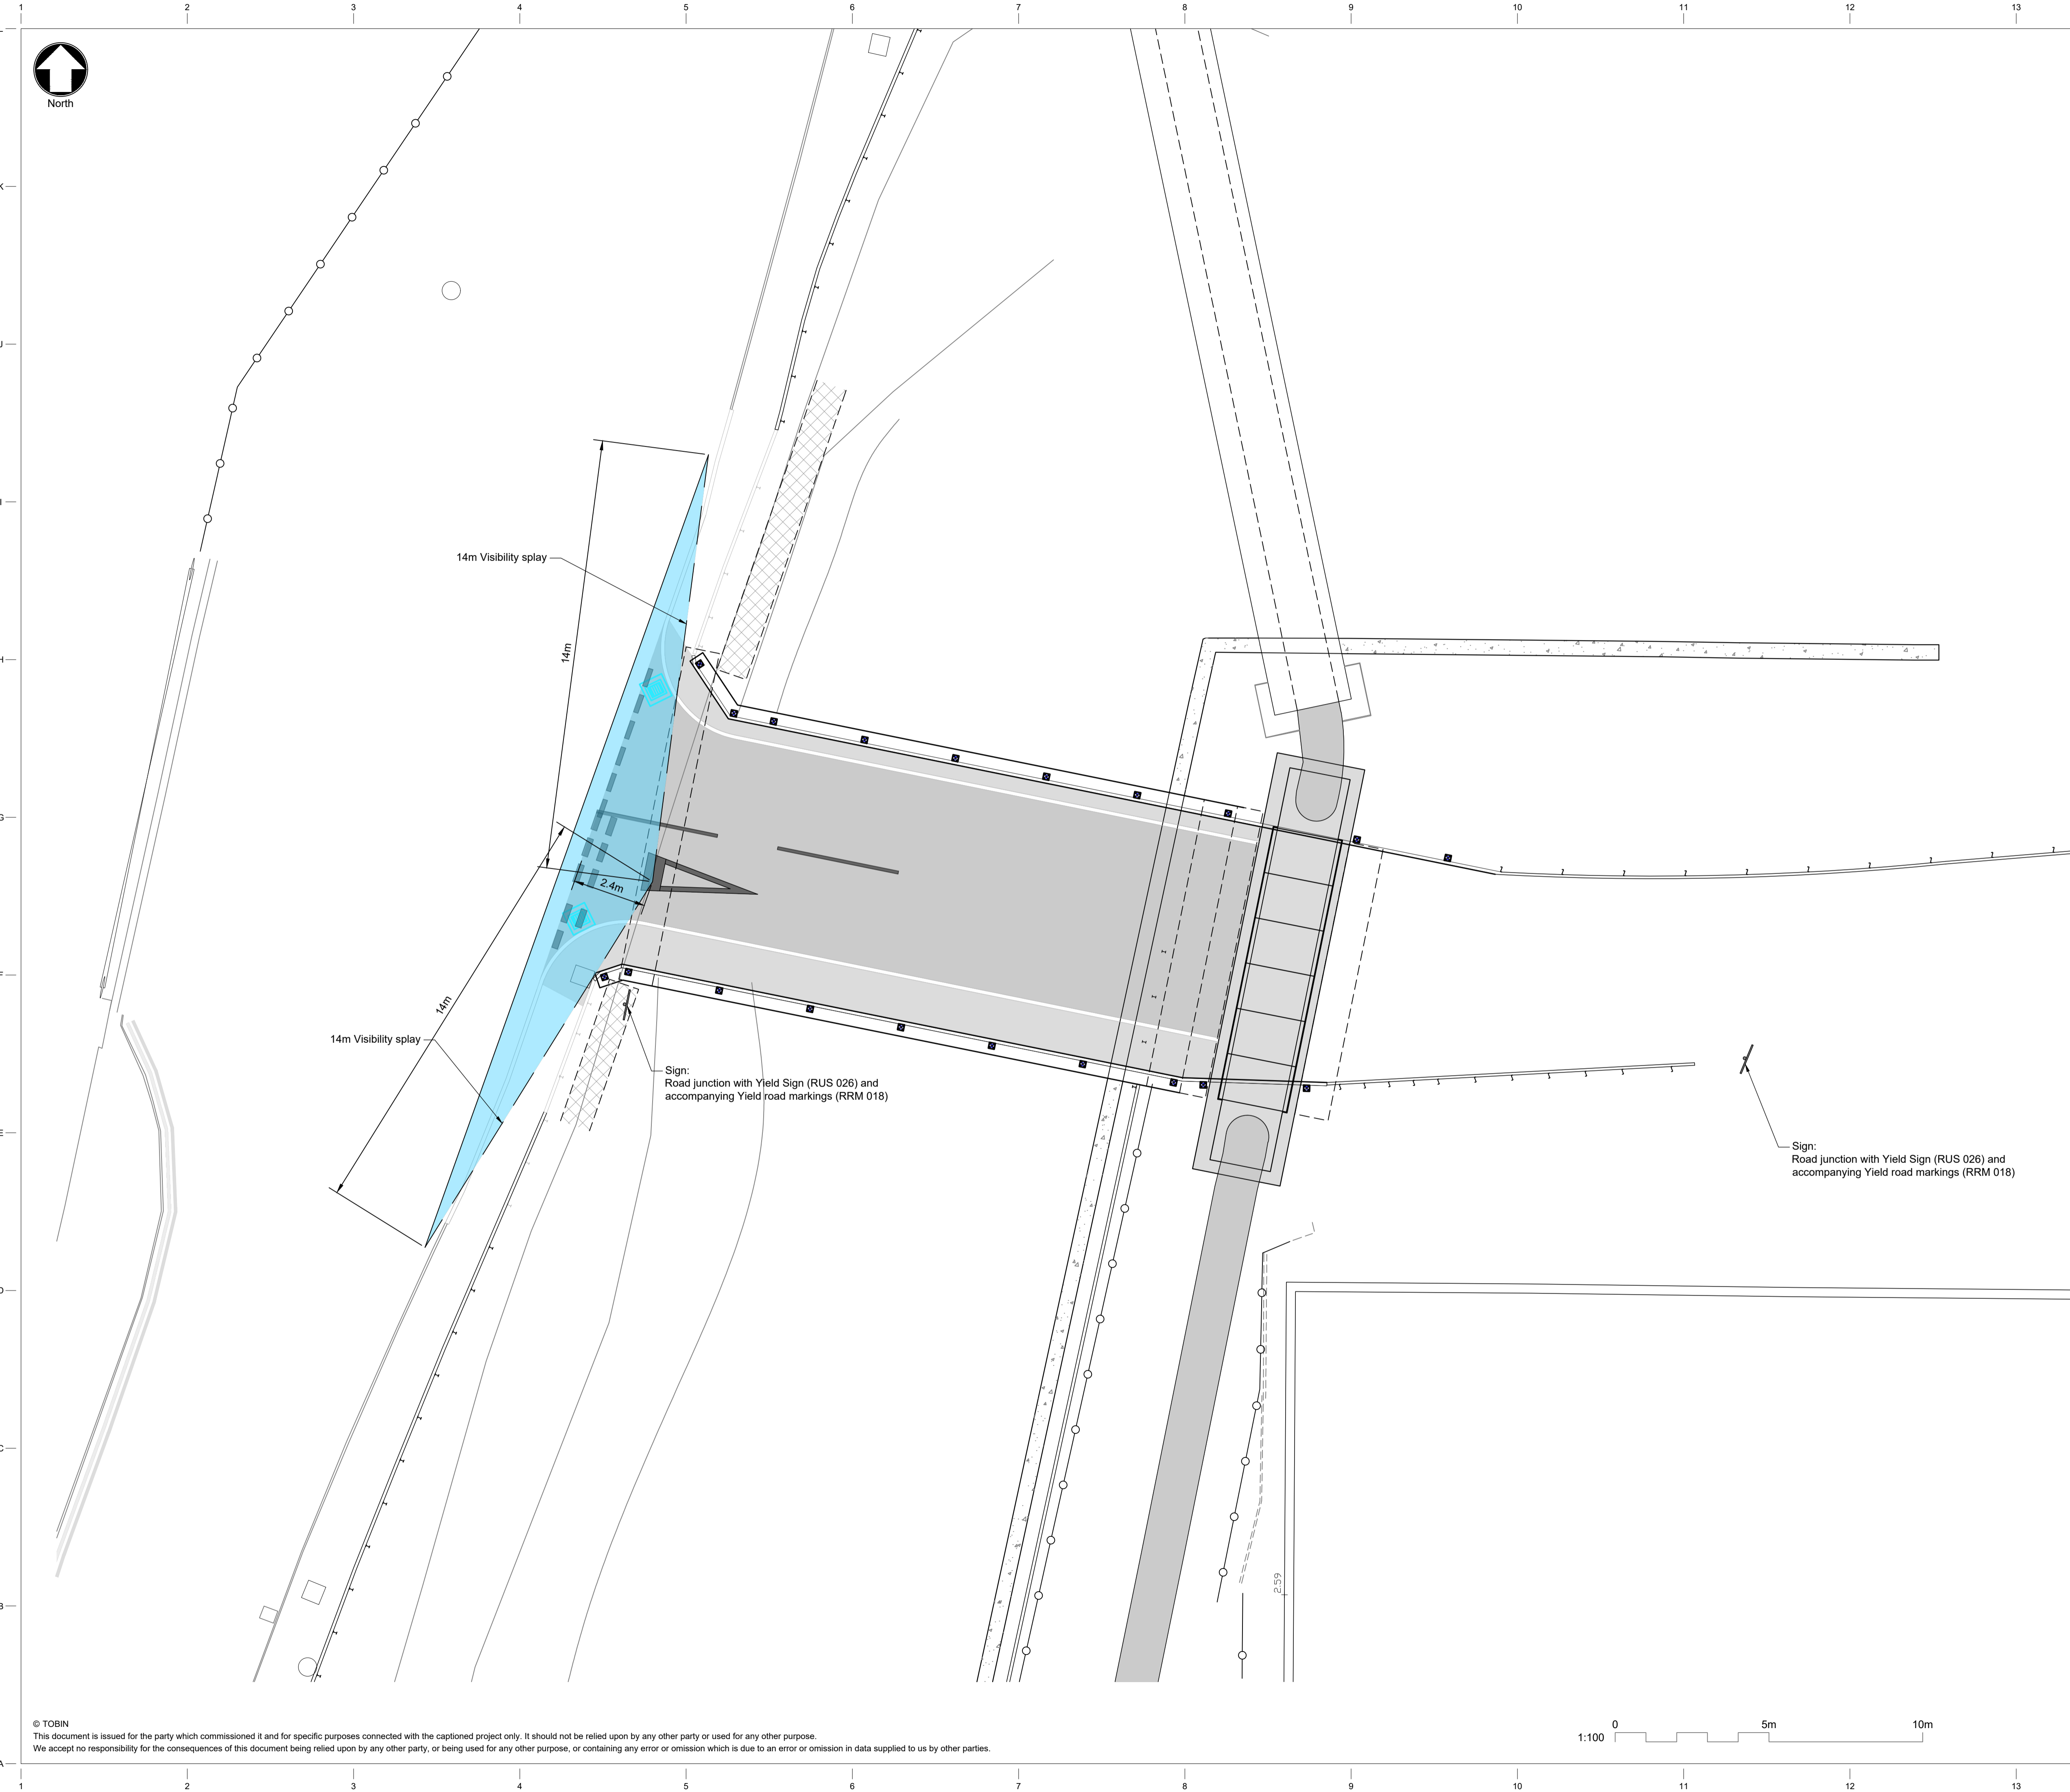 1 2 3 4 5 6 7 8 9 10 11 12 13
North
K
J
14m Visibility splay
I
14m
H
G
2.4m
F
14m
14m Visibility splay
Sign:
Road junction with Yield Sign (RUS 026) and
accompanying Yield road markings (RRM 018)
E
Sign:
Road junction with Yield Sign (RUS 026) and
accompanying Yield road markings (RRM 018)
D
C
2.59
B
© TOBIN
This document is issued for the party which commissioned it and for specific purposes connected with the captioned project only. It should not be relied upon by any other party or used for any other purpose.
We accept no responsibility for the consequences of this document being relied upon by any other party, or being used for any other purpose, or containing any error or omission which is due to an error or omission in data supplied to us by other parties.
1:100 0 5m 10m
A
1 2 3 4 5 6 7 8 9 10 11 12 13